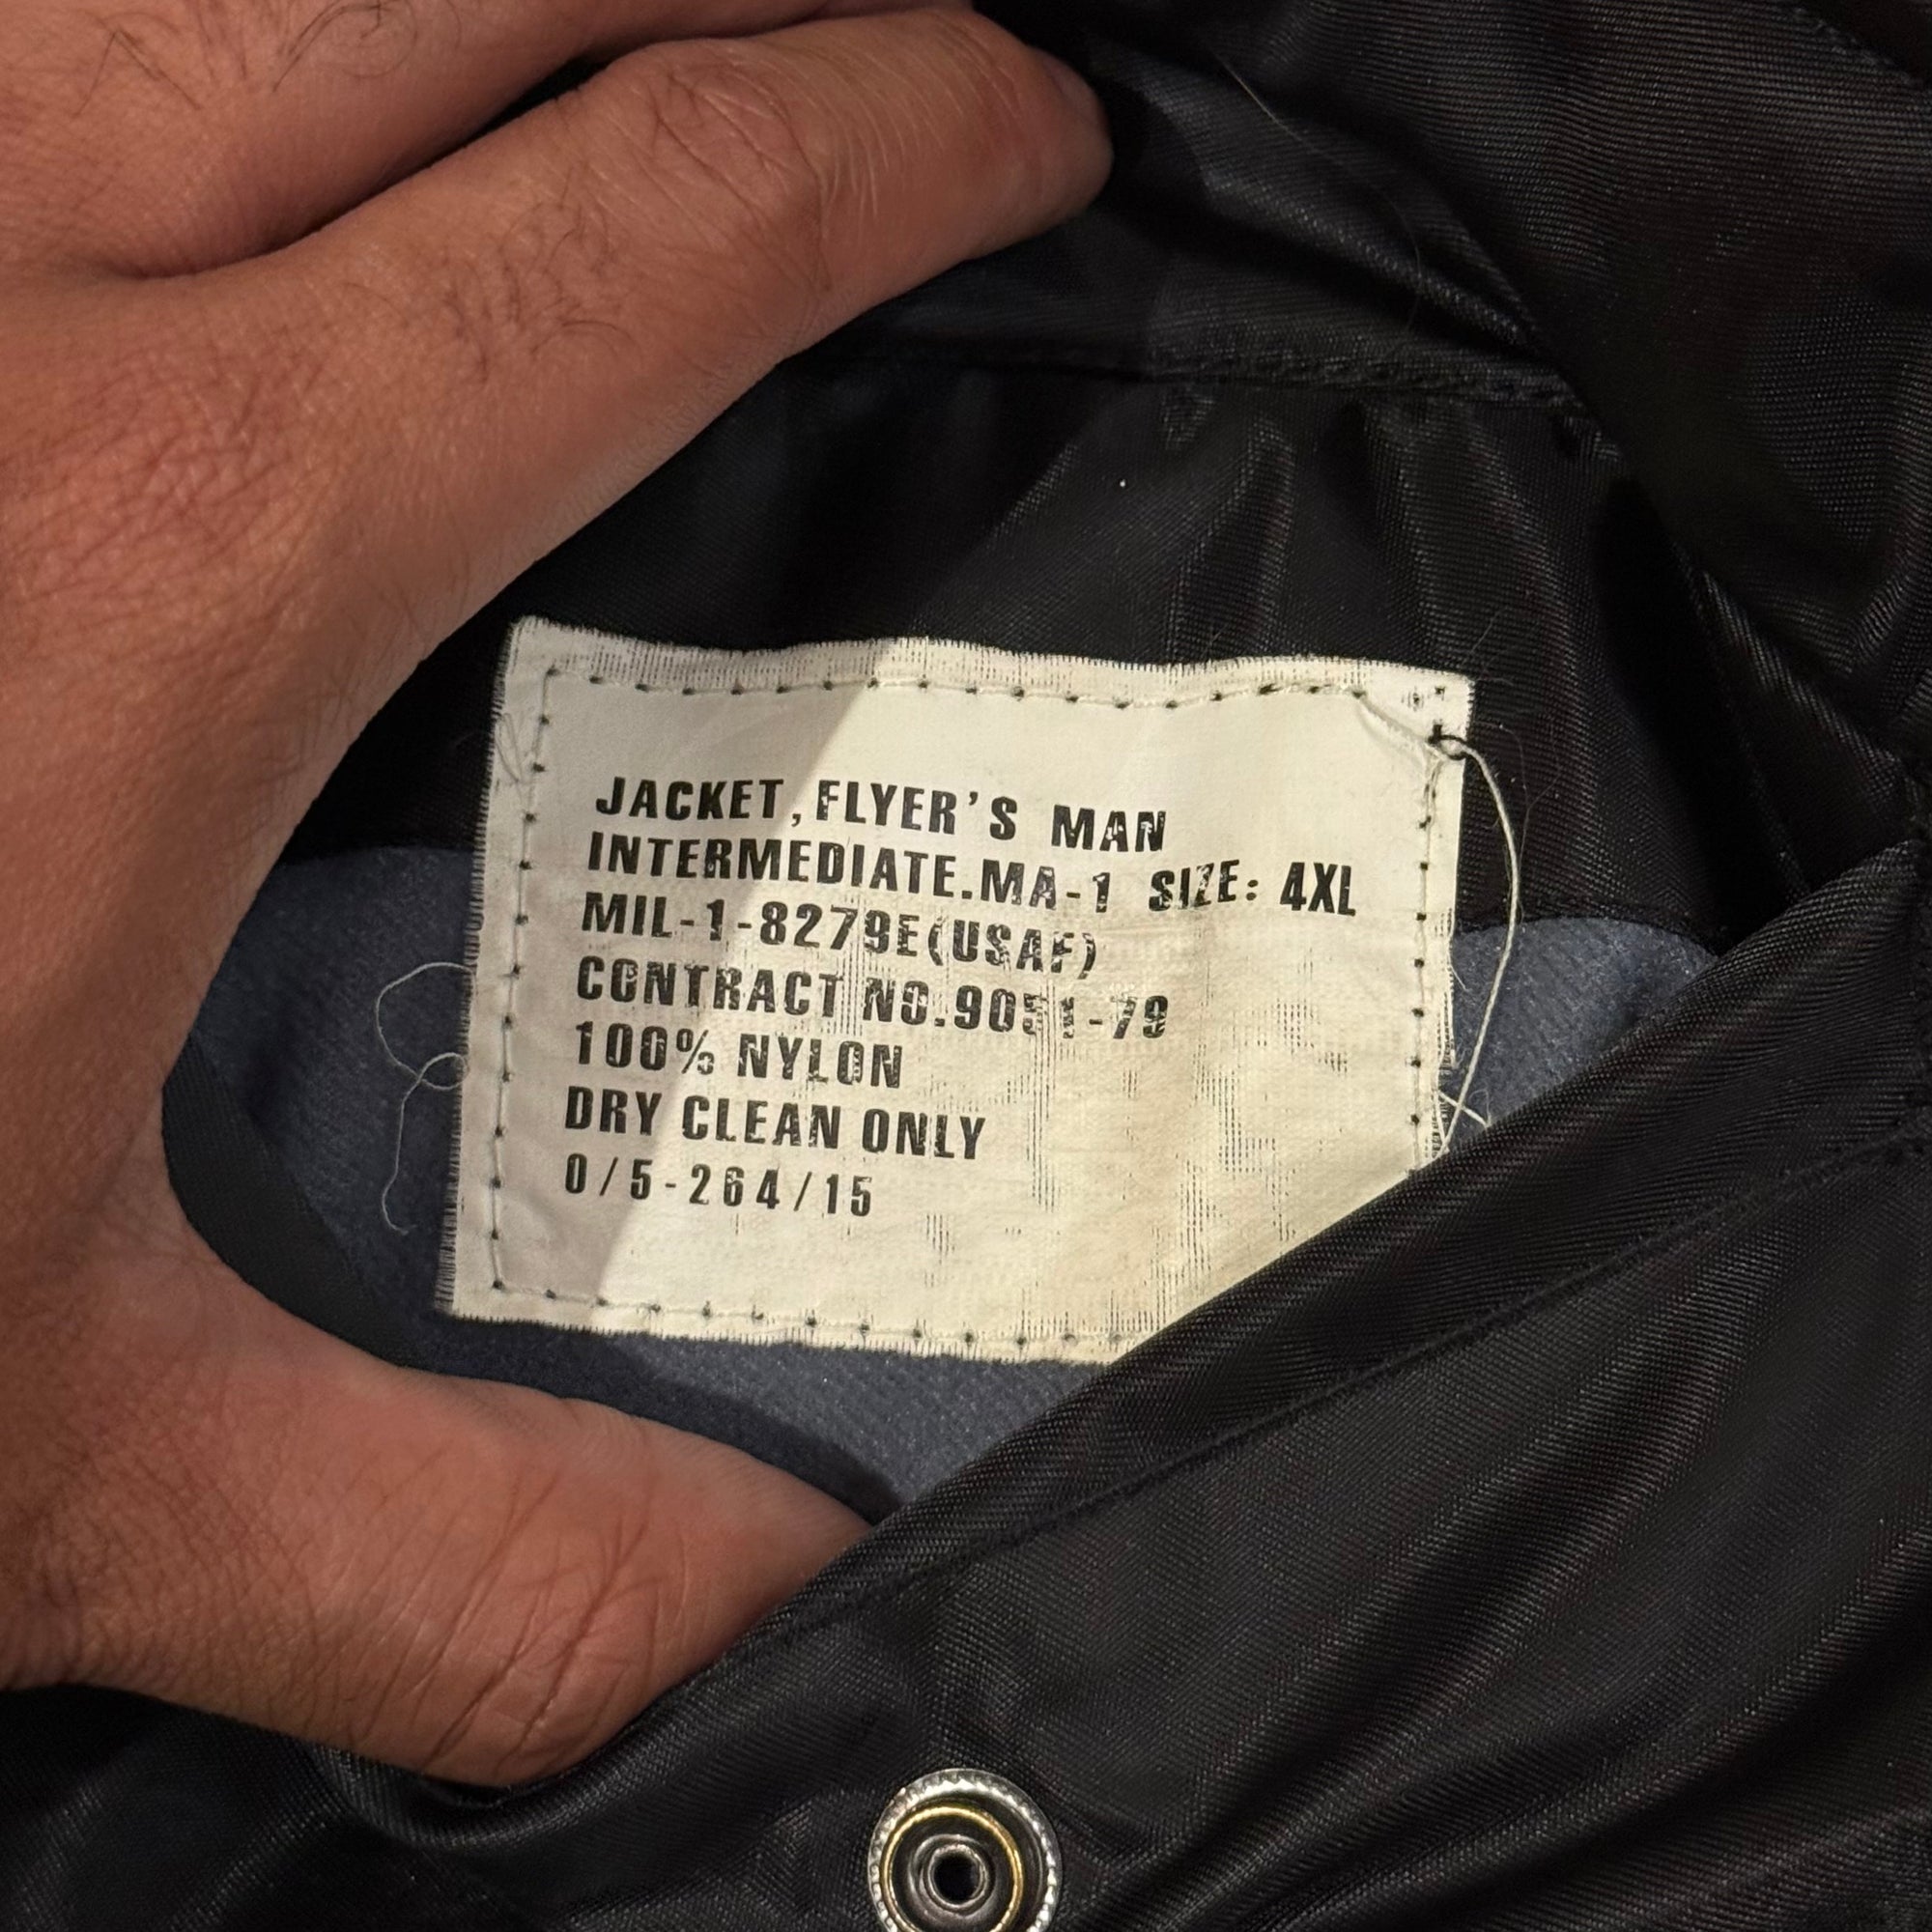 JACKET,FLYER'S MAN
INTERMEDIATE.MA-1 SIZE: 4XL
MIL-1-8279E(USAF)
CONTRACT NO.9051-79
100% NYLON
DRY CLEAN ONLY
0/5-264/15